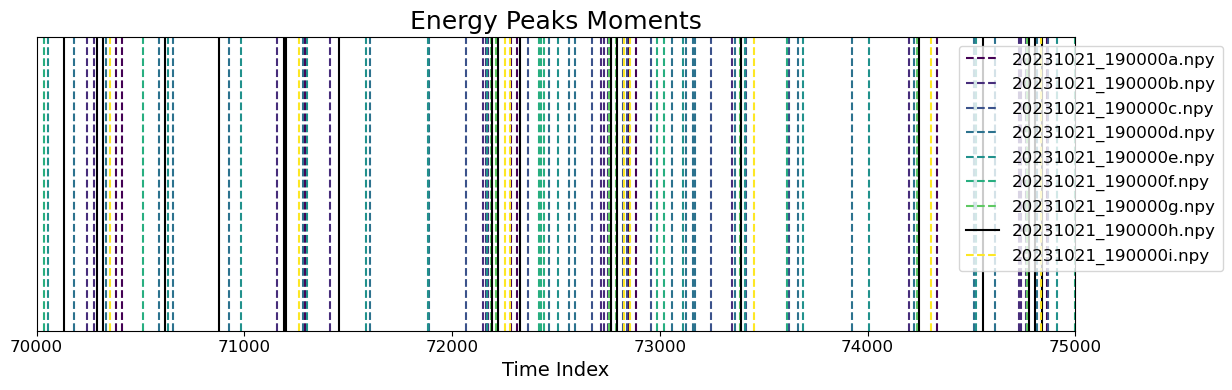 Energy Peaks Moments
20231021_190000a.npy
20231021_190000b.npy
20231021_190000c.npy
20231021_190000d.npy
20231021_190000e.npy
20231021_190000f.npy
20231021_190000g.npy
20231021_190000h.npy
20231021_190000i.npy
70000 71000 72000 73000 74000 75000
Time Index